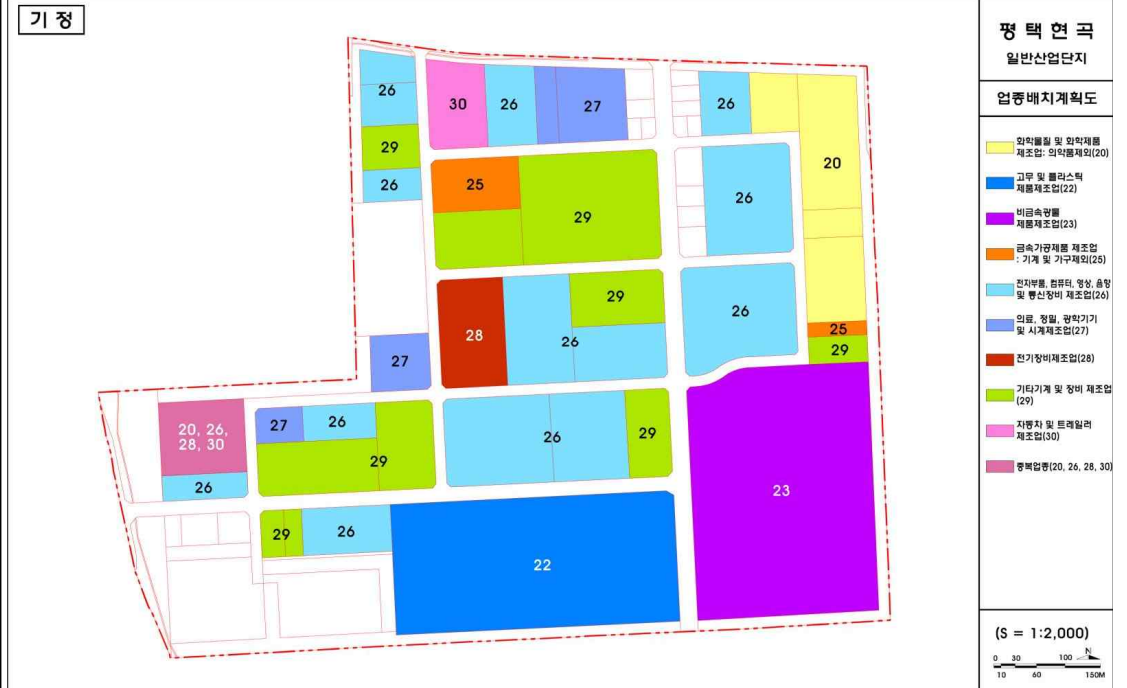 기 정
26
30
26
27
26
20
29
26
25
29
26
28
26
29
26
25
29
27
20, 26,
28, 30
26
27
26
29
26
29
23
29
26
22
평 택 현 곡
일반산업단지
업종배치계획도
화학물질 및 화학제품
제조업: 의약품제외(20)
고무 및 플라스틱
제품제조업(22)
비금속광물
제품제조업(23)
금속가공제품 제조업
: 기계 및 가구제외(25)
전자부품, 컴퓨터, 영상, 음향
및 통신장비 제조업(26)
의료, 정밀, 광학기기
및 시계제조업(27)
전기장비제조업(28)
기타기계 및 장비 제조업
(29)
자동차 및 트레일러
제조업(30)
중복업종(20, 26, 28, 30)
(S = 1:2,000)
N
0 30 100
10 60 150M